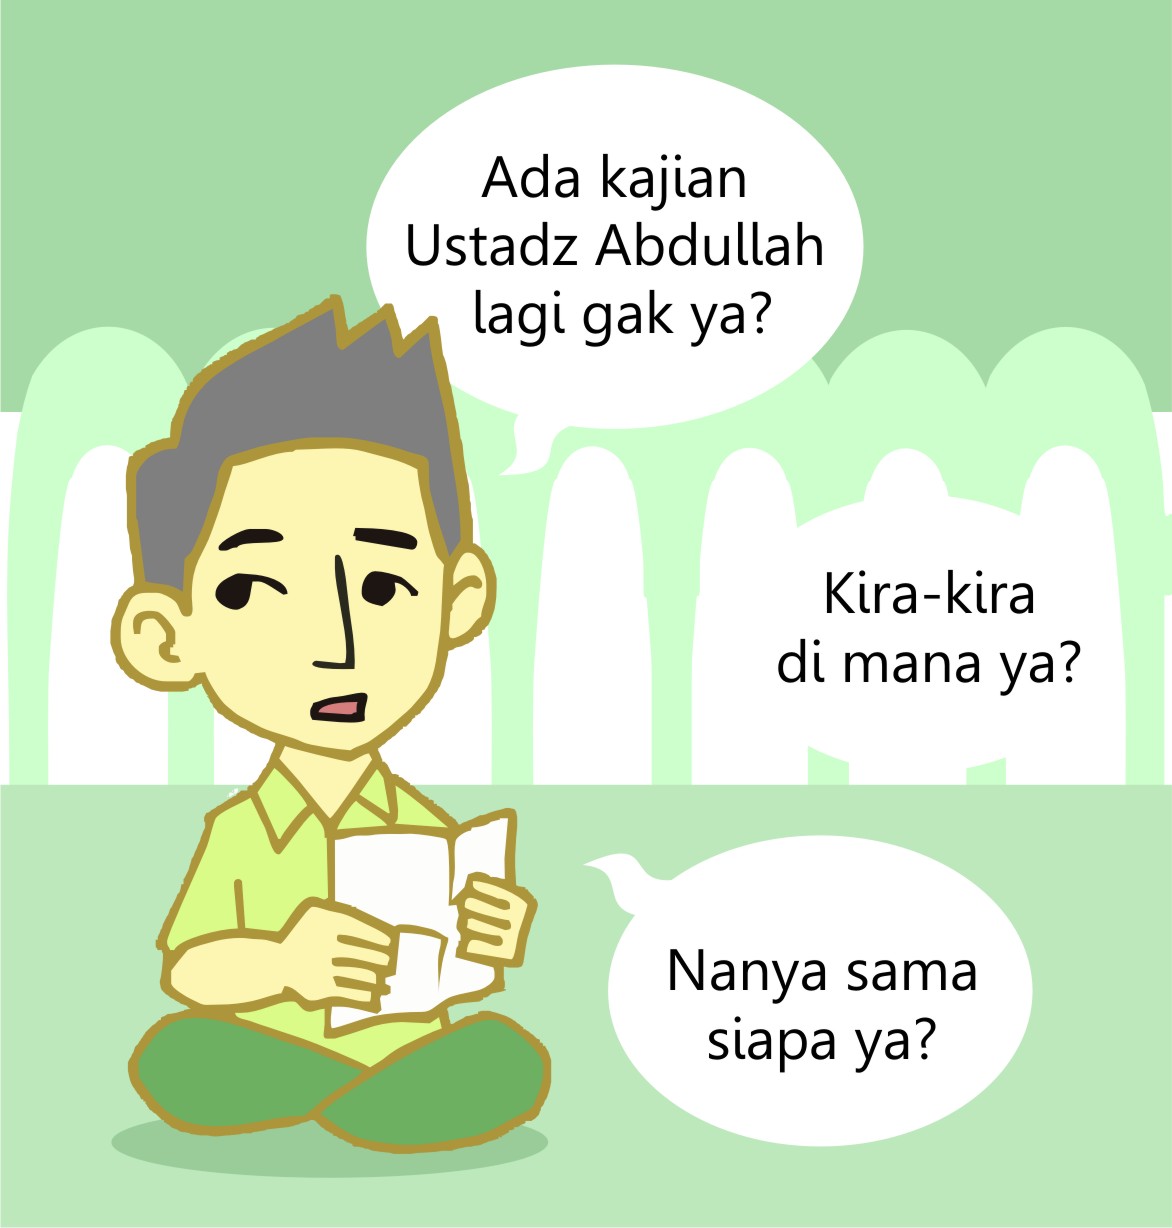 Ada kajian
Ustadz Abdullah
lagi gak ya?
Kira-kira
di mana ya?
Nanya sama
siapa ya?